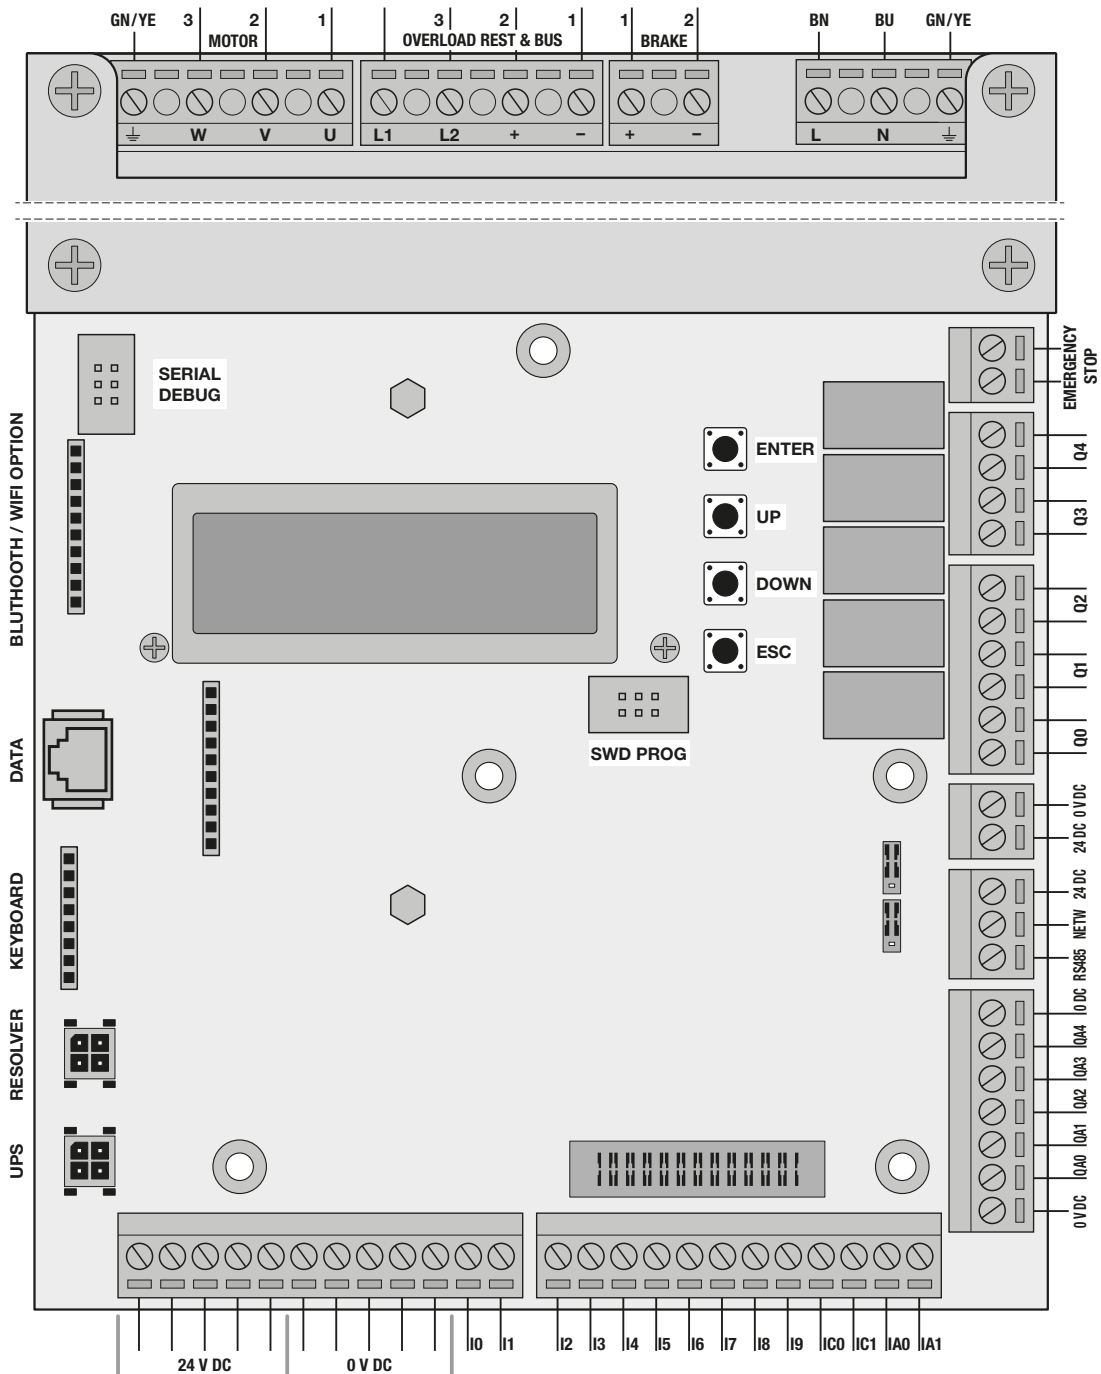 GN/YE 3 2 1 3 2 1 1 2 BN BU GN/YE
MOTOR OVERLOAD REST & BUS BRAKE
W V U L1 L2 + − + − L N
SERIAL
DEBUG
EMERGENCY
STOP
BLUTHOOTH / WIFI OPTION
ENTER
UP
DOWN
ESC
Q4
Q3
Q2
Q1
Q0
SWD PROG
DATA
0 V DC
24 DC
KEYBOARD
24 DC
NETW
RS485
RESOLVER
0 DC
QA4
QA3
QA2
QA1
QA0
0 V DC
UPS
I0 I1 I2 I3 I4 I5 I6 I7 I8 I9 IC0 IC1 IA0 IA1
24 V DC 0 V DC